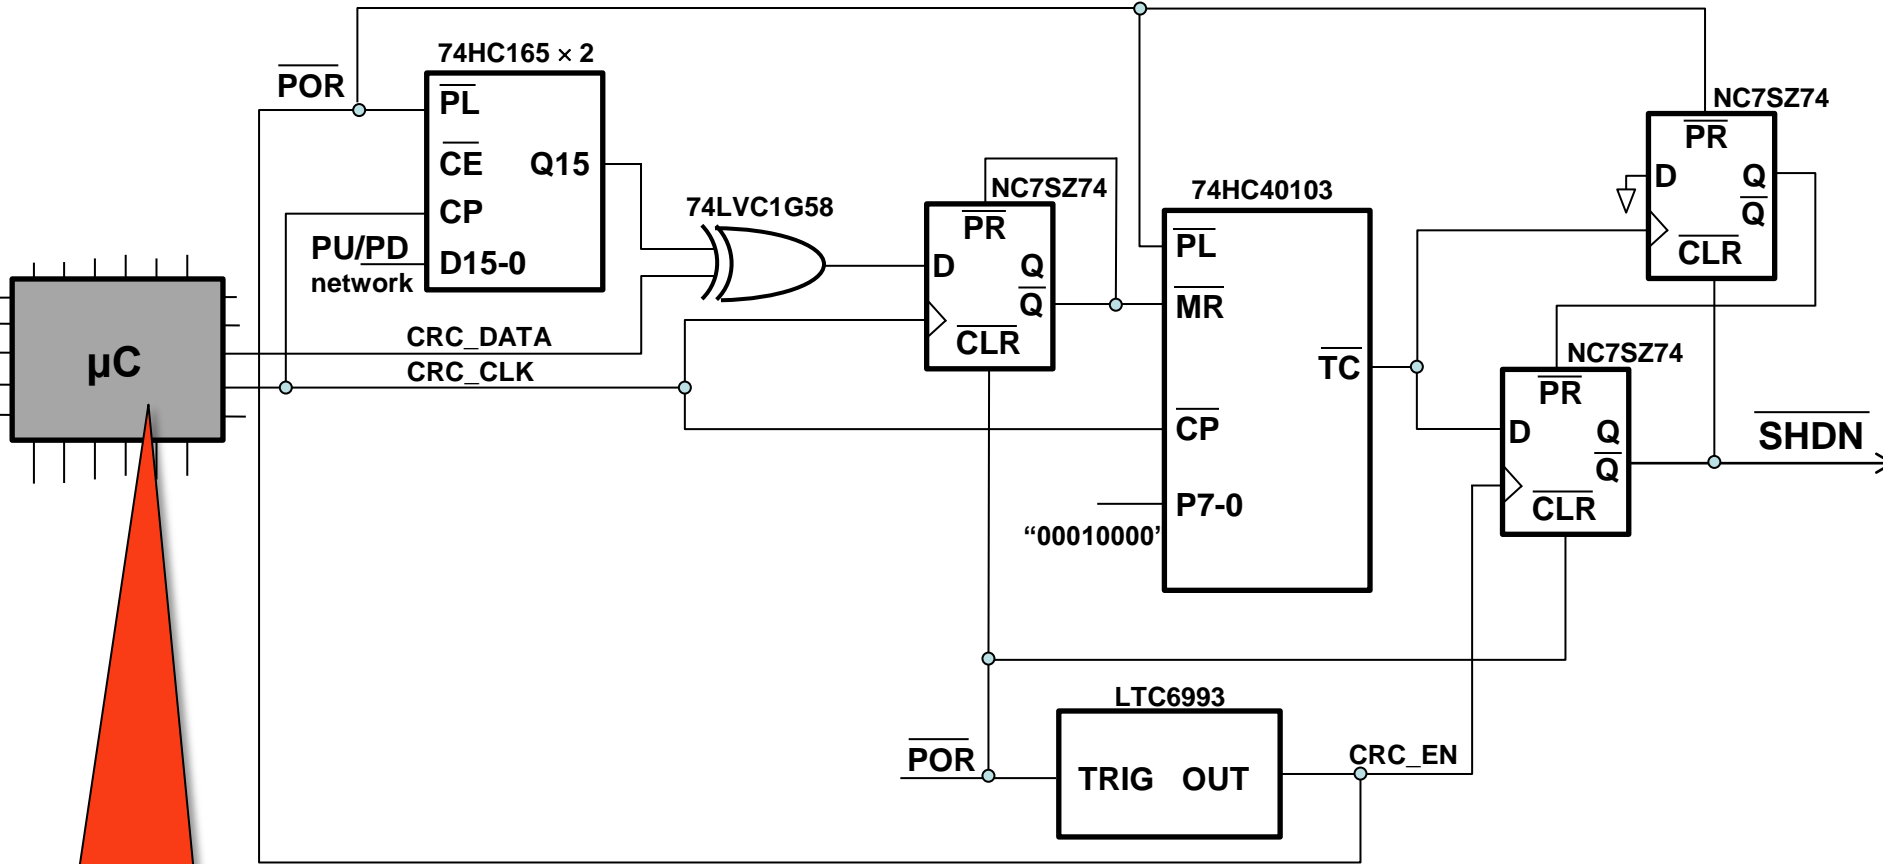 74HC165 × 2
POR
PL
CE
Q15
CP
PU/PD
network
D15-0
µC
CRC_DATA
CRC_CLK
74LVC1G58
NC7SZ74
PR
D
Q
Q
CLR
74HC40103
PL
MR
TC
CP
P7-0
“00010000’
NC7SZ74
PR
D
Q
Q
CLR
NC7SZ74
PR
D
Q
Q
CLR
SHDN
LTC6993
POR
TRIG OUT
CRC_EN